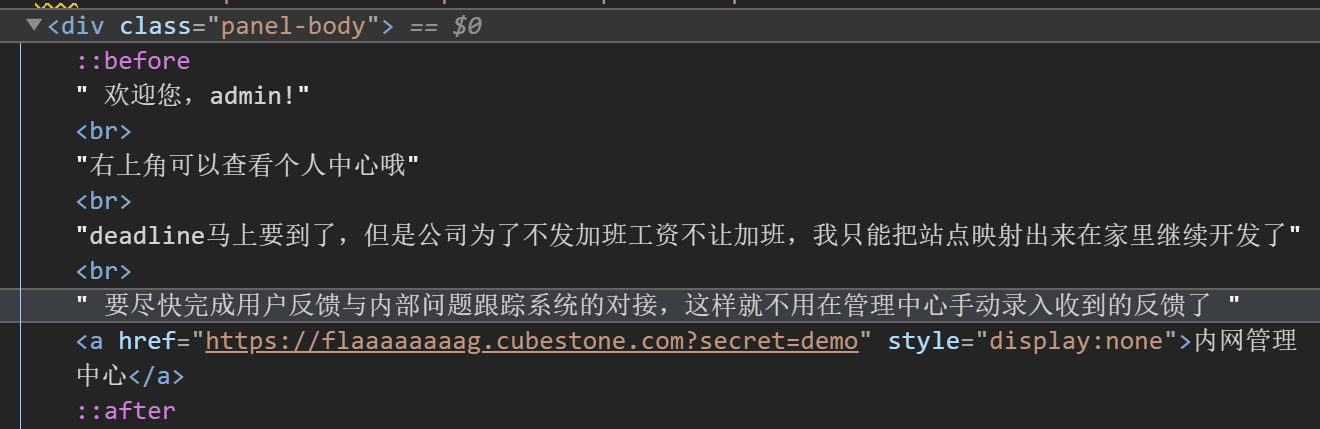 <div class="panel-body"> == $0
::before
" 欢迎您，admin!"
<br>
"右上角可以查看个人中心哦"
<br>
"deadline马上要到了，但是公司为了不发加班工资不让加班，我只能把站点映射出来在家里继续开发了"
<br>
" 要尽快完成用户反馈与内部问题跟踪系统的对接，这样就不用在管理中心手动录入收到的反馈了 "
<a href="https://flaaaaaaaag.cubestone.com?secret=demo" style="display:none">内网管理
中心</a>
::after